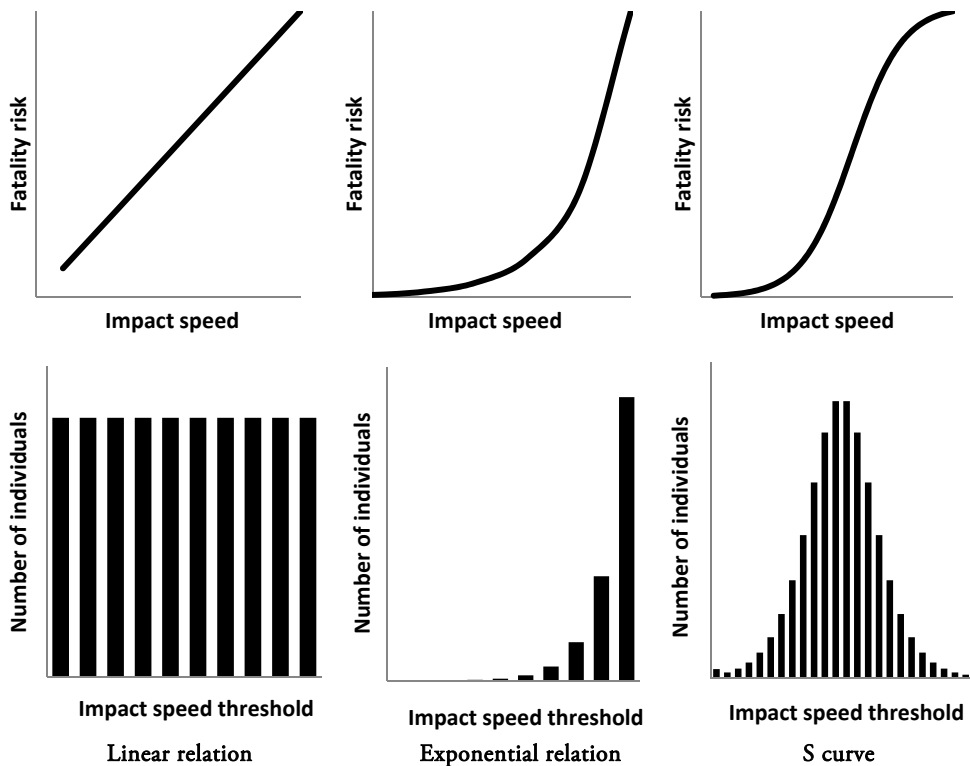 Fatality risk
Impact speed
Fatality risk
Impact speed
Fatality risk
Impact speed
Number of individuals
Impact speed threshold
Linear relation
Number of individuals
Impact speed threshold
Exponential relation
Number of individuals
Impact speed threshold
S curve